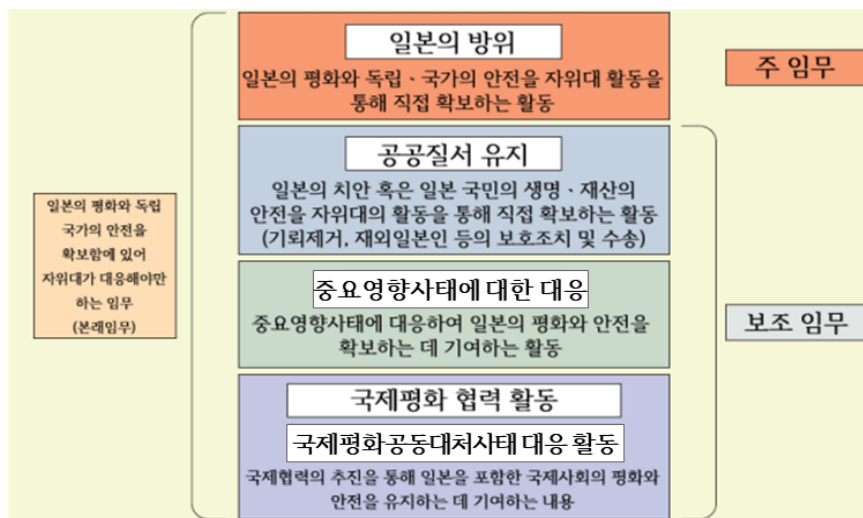 일본의 평화와 독립
국가의 안전을
확보함에 있어
자위대가 대응해야만
하는 임무
(본래임무)
일본의 방위
일본의 평화와 독립ㆍ국가의 안전을 자위대 활동을
통해 직접 확보하는 활동
주 임무
공공질서 유지
일본의 치안 혹은 일본 국민의 생명ㆍ재산의
안전을 자위대의 활동을 통해 직접 확보하는 활동
(기뢰제거, 재외일본인 등의 보호조치 및 수송)
중요영향사태에 대한 대응
중요영향사태에 대응하여 일본의 평화와 안전을
확보하는 데 기여하는 활동
국제평화 협력 활동
국제평화공동대처사태 대응 활동
국제협력의 추진을 통해 일본을 포함한 국제사회의 평화와
안전을 유지하는 데 기여하는 내용
보조 임무